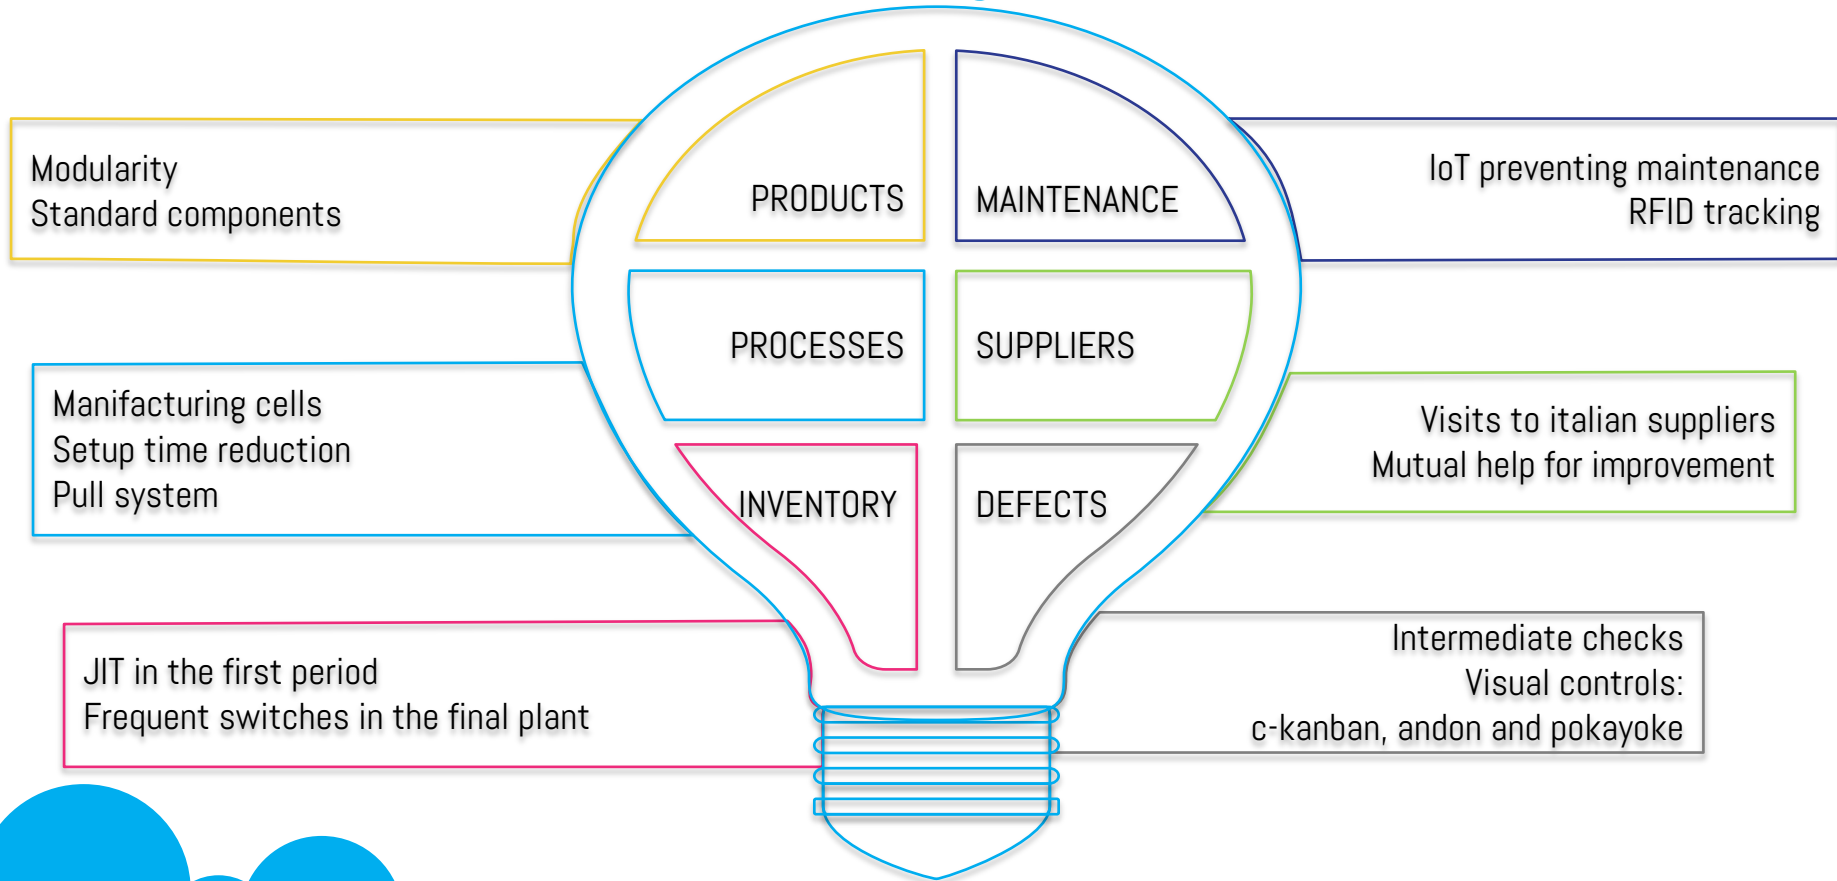 Modularity
Standard components
PRODUCTS
MAINTENANCE
IoT preventing maintenance
RFID tracking
Manifacturing cells
Setup time reduction
Pull system
PROCESSES
SUPPLIERS
Visits to italian suppliers
Mutual help for improvement
JIT in the first period
Frequent switches in the final plant
INVENTORY
DEFECTS
Intermediate checks
Visual controls:
c-kanban, andon and pokayoke